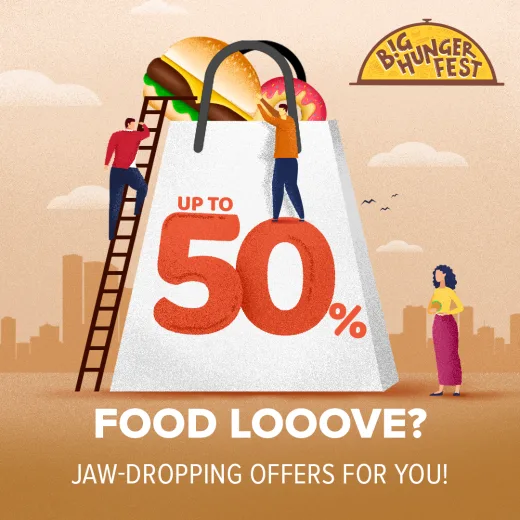 BIG
HUNGER
FEST
UP TO
50%
FOOD LOOOVE?
JAW-DROPPING OFFERS FOR YOU!